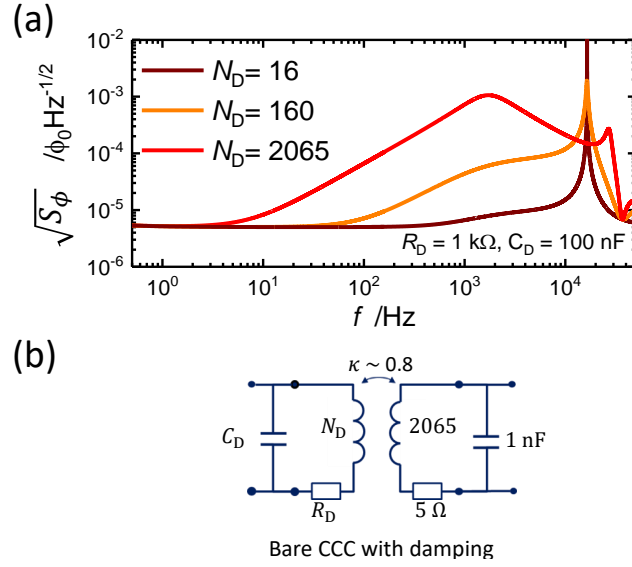 (a)
10^-2
10^-3
10^-4
10^-5
10^-6
√S_ϕ /ϕ_0 Hz^-1/2
N_D = 16
N_D = 160
N_D = 2065
R_D = 1 kΩ, C_D = 100 nF
10^0 10^1 10^2 10^3 10^4
f /Hz
(b)
κ ~ 0.8
C_D N_D 2065 1 nF
R_D 5 Ω
Bare CCC with damping